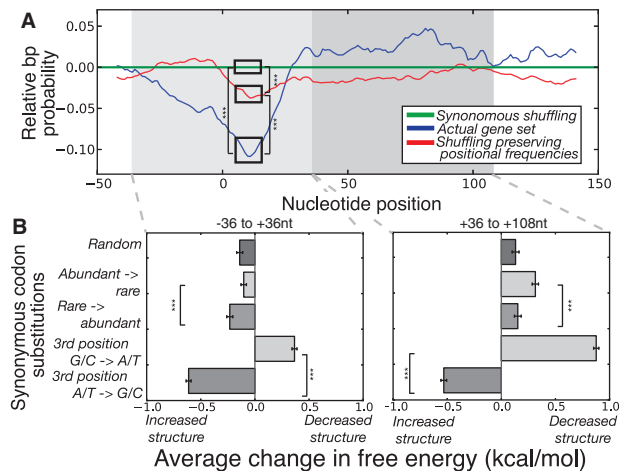 A
Relative bp
probability
0.05
0.00
−0.05
−0.10
***
***
***
Synonomous shuffling
Actual gene set
Shuffling preserving
positional frequencies
−50
0
50
100
150
Nucleotide position
B
-36 to +36nt
+36 to +108nt
Synonymous codon
substitutions
Random
Abundant ->
rare
Rare ->
abundant
3rd position
G/C -> A/T
3rd position
A/T -> G/C
***
***
***
***
−1.0
−0.5
0.0
0.5
1.0
−1.0
−0.5
0.0
0.5
1.0
Increased
structure
Decreased
structure
Increased
structure
Decreased
structure
Average change in free energy (kcal/mol)